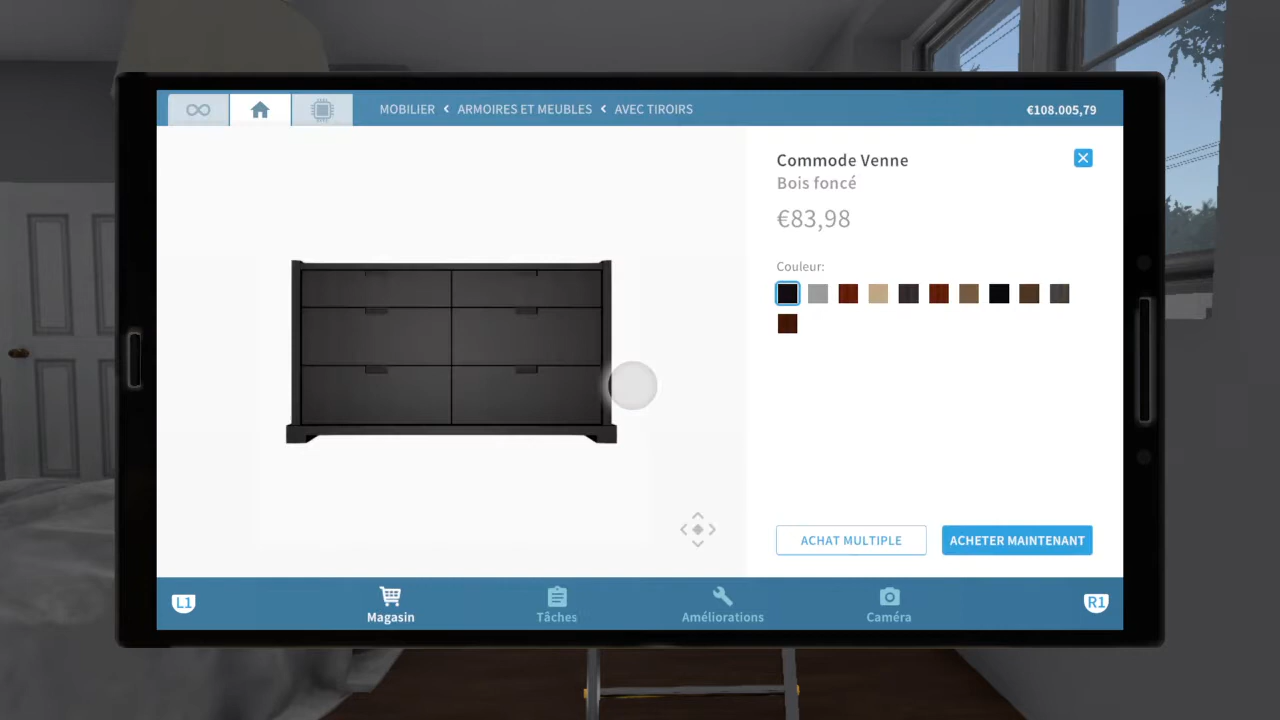 MOBILIER < ARMOIRES ET MEUBLES < AVEC TIROIRS
€108.005,79
Commode Venne
Bois foncé
€83,98
Couleur:
ACHAT MULTIPLE
ACHETER MAINTENANT
L1
Magasin
Tâches
Améliorations
Caméra
R1